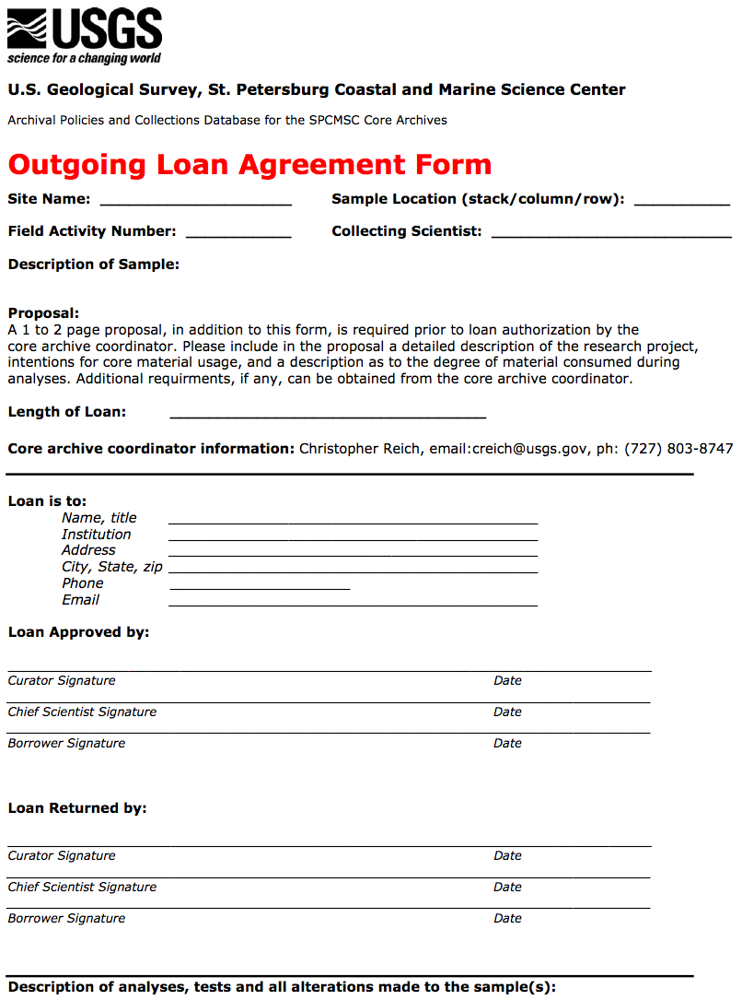 USGS
science for a changing world
U.S. Geological Survey, St. Petersburg Coastal and Marine Science Center
Archival Policies and Collections Database for the SPCMSC Core Archives
Outgoing Loan Agreement Form
Site Name: ____________________ Sample Location (stack/column/row): __________
Field Activity Number: ___________ Collecting Scientist: _________________________
Description of Sample:
Proposal:
A 1 to 2 page proposal, in addition to this form, is required prior to loan authorization by the
core archive coordinator. Please include in the proposal a detailed description of the research project,
intentions for core material usage, and a description as to the degree of material consumed during
analyses. Additional requirments, if any, can be obtained from the core archive coordinator.
Length of Loan: _________________________________
Core archive coordinator information: Christopher Reich, email:creich@usgs.gov, ph: (727) 803-8747
Loan is to:
Name, title ___________________________________________
Institution ___________________________________________
Address ___________________________________________
City, State, zip ___________________________________________
Phone _____________________
Email ___________________________________________
Loan Approved by:
Curator Signature Date
Chief Scientist Signature Date
Borrower Signature Date
Loan Returned by:
Curator Signature Date
Chief Scientist Signature Date
Borrower Signature Date
Description of analyses, tests and all alterations made to the sample(s):